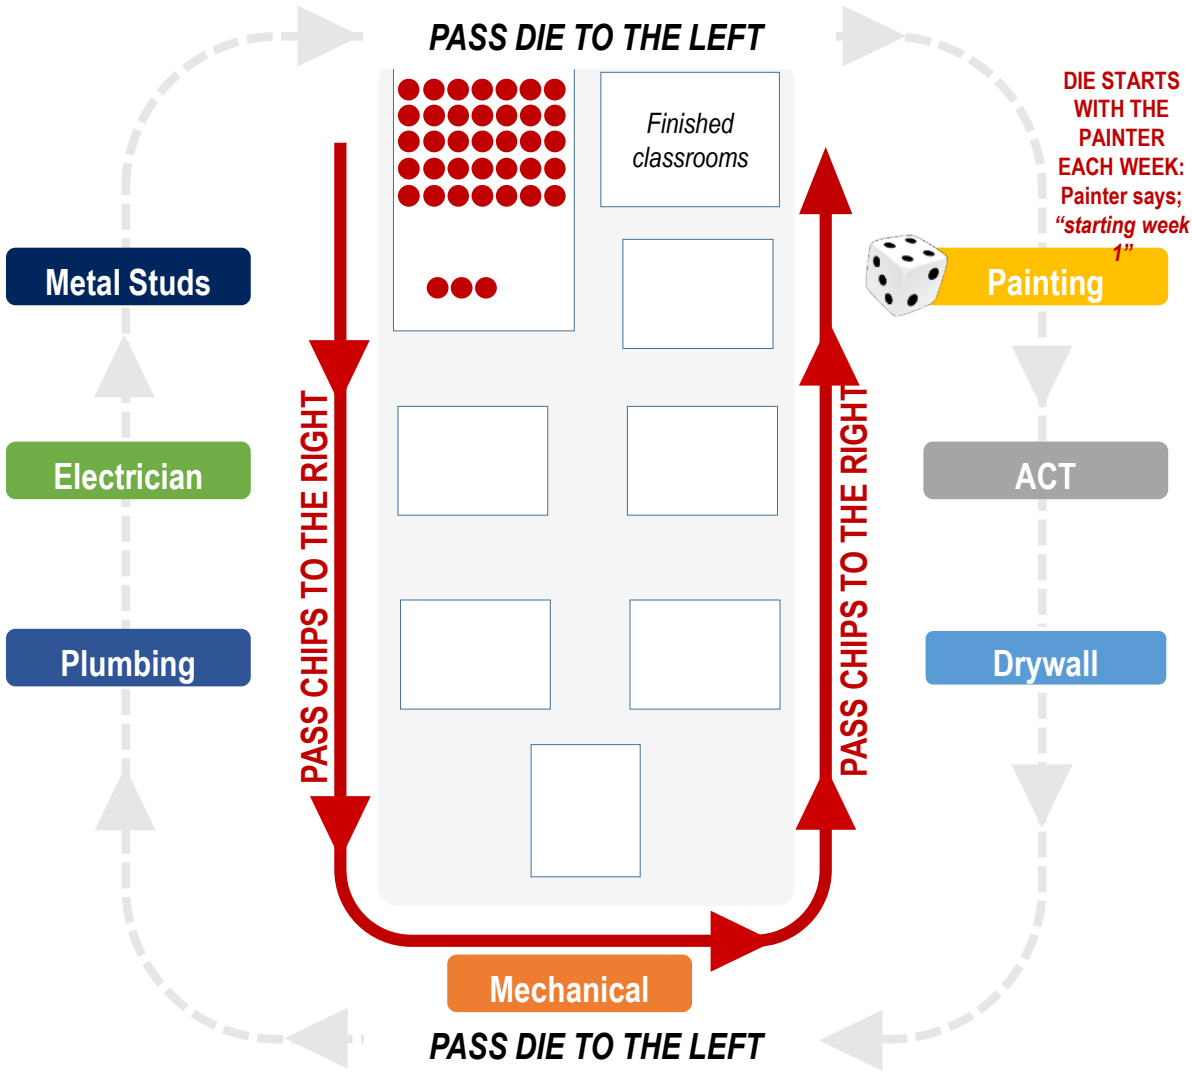 PASS DIE TO THE LEFT
DIE STARTS
WITH THE
PAINTER
EACH WEEK:
Painter says;
“starting week
1”
Finished
classrooms
Metal Studs
Painting
PASS CHIPS TO THE RIGHT
PASS CHIPS TO THE RIGHT
Electrician
ACT
Plumbing
Drywall
Mechanical
PASS DIE TO THE LEFT